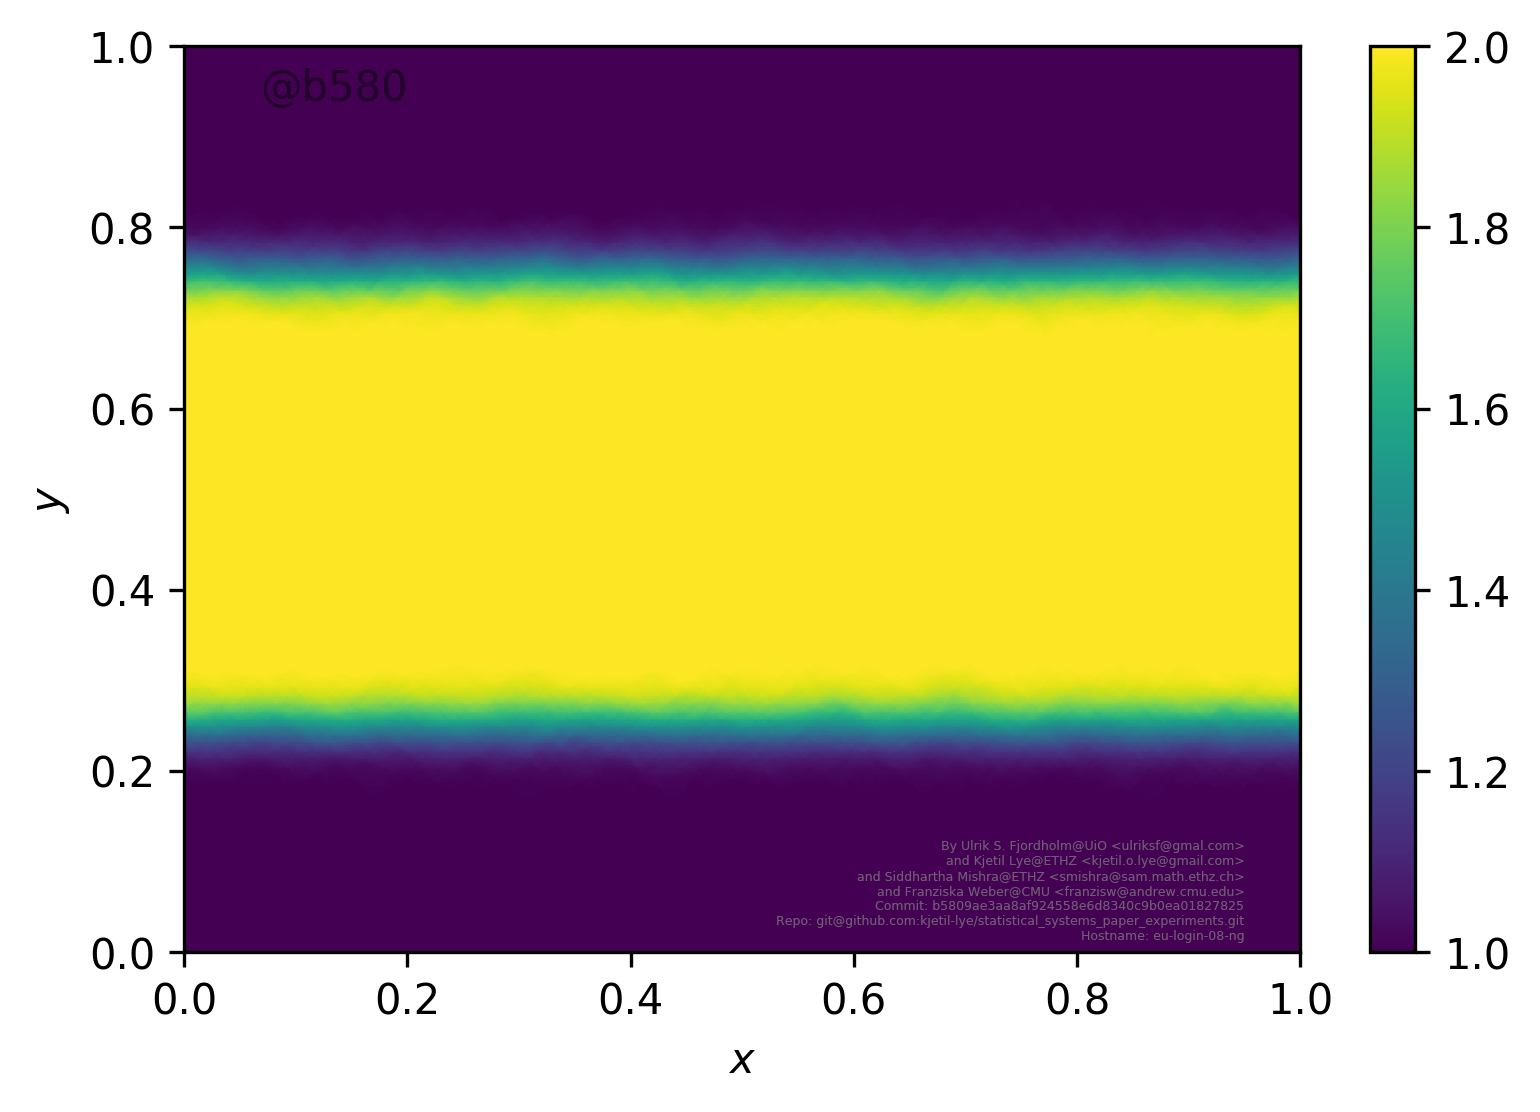 1.0
0.8
0.6
0.4
0.2
0.0
y
0.0 0.2 0.4 0.6 0.8 1.0
x
2.0
1.8
1.6
1.4
1.2
1.0
@b580
By Ulrik S. Fjordholm@UiO <ulriksf@gmal.com>
and Kjetil Lye@ETHZ <kjetil.o.lye@gmail.com>
and Siddhartha Mishra@ETHZ <smishra@sam.math.ethz.ch>
and Franziska Weber@CMU <franzisw@andrew.cmu.edu>
Commit: b5809ae3aa8af924558e6d8340c9b0ea01827825
Repo: git@github.com:kjetil-lye/statistical_systems_paper_experiments.git
Hostname: eu-login-08-ng